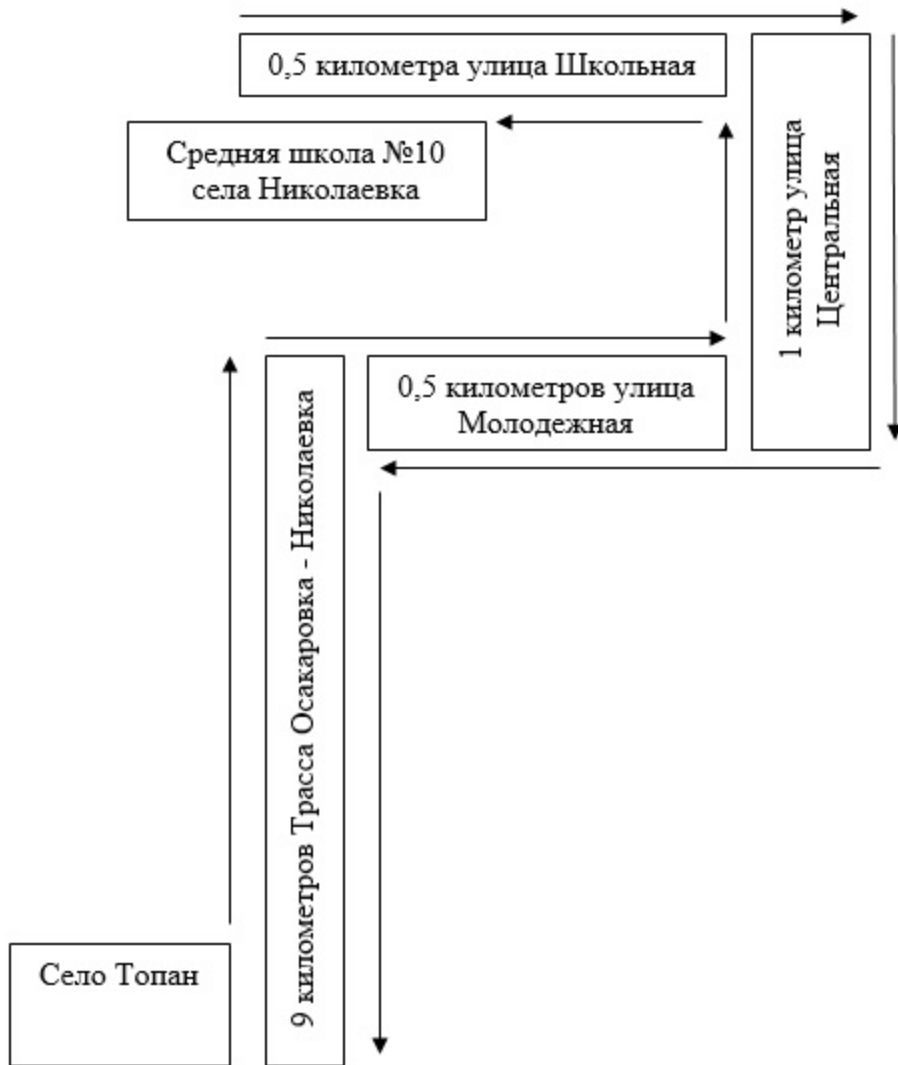 0,5 километра улица Школьная
Средняя школа №10
села Николаевка
1 километр улица
Центральная
0,5 километров улица
Молодежная
9 километров Трасса Осакаровка - Николаевка
Село Топан